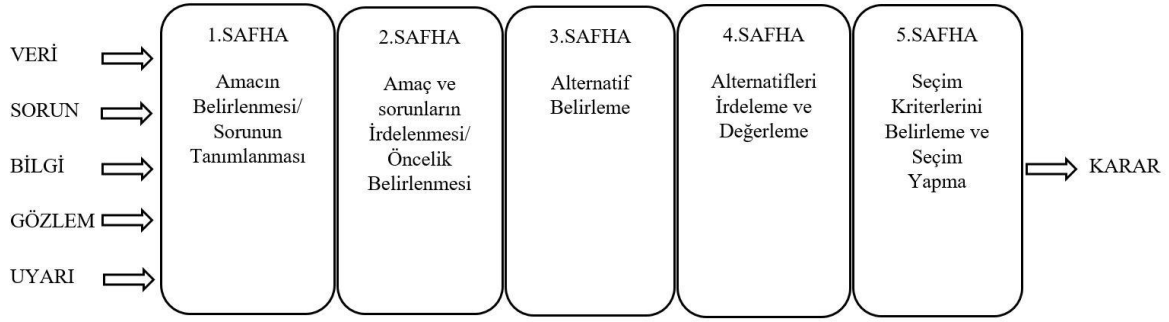 VERİ
SORUN
BİLGİ
GÖZLEM
UYARI
1.SAFHA
Amacın
Belirlenmesi/
Sorunun
Tanımlanması
2.SAFHA
Amaç ve
sorunların
İrdelenmesi/
Öncelik
Belirlenmesi
3.SAFHA
Alternatif
Belirleme
4.SAFHA
Alternatifleri
İrdeleme ve
Değerleme
5.SAFHA
Seçim
Kriterlerini
Belirleme ve
Seçim
Yapma
KARAR